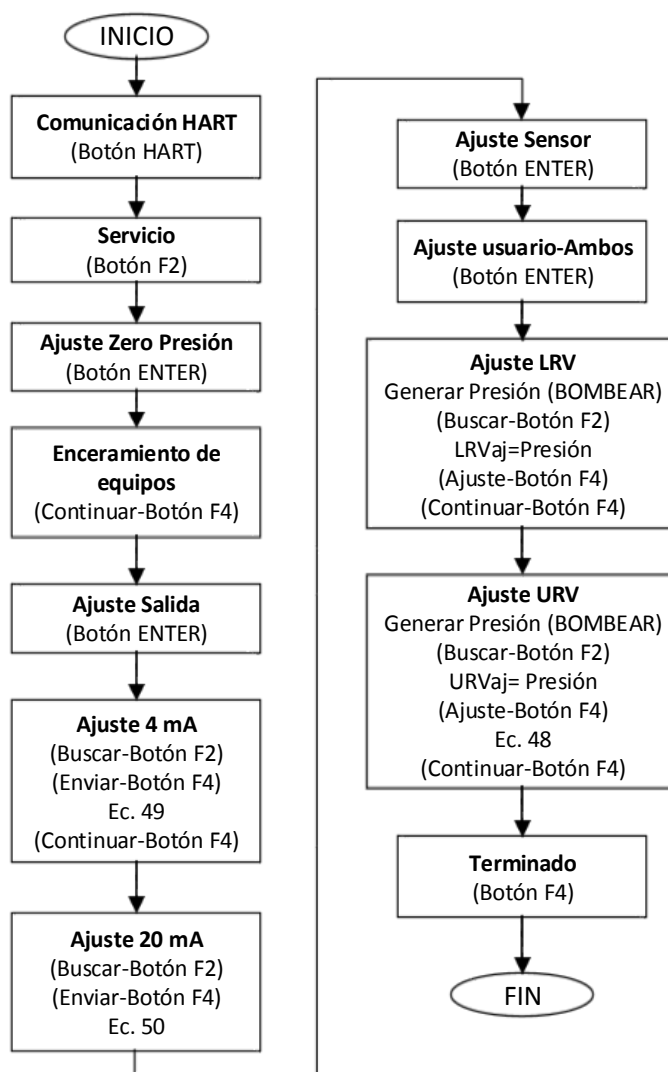 INICIO
Comunicación HART
(Botón HART)
Servicio
(Botón F2)
Ajuste Zero Presión
(Botón ENTER)
Enceramiento de
equipos
(Continuar-Botón F4)
Ajuste Salida
(Botón ENTER)
Ajuste 4 mA
(Buscar-Botón F2)
(Enviar-Botón F4)
Ec. 49
(Continuar-Botón F4)
Ajuste 20 mA
(Buscar-Botón F2)
(Enviar-Botón F4)
Ec. 50
Ajuste Sensor
(Botón ENTER)
Ajuste usuario-Ambos
(Botón ENTER)
Ajuste LRV
Generar Presión (BOMBEAR)
(Buscar-Botón F2)
LRVaj=Presión
(Ajuste-Botón F4)
(Continuar-Botón F4)
Ajuste URV
Generar Presión (BOMBEAR)
(Buscar-Botón F2)
URVaj= Presión
(Ajuste-Botón F4)
Ec. 48
(Continuar-Botón F4)
Terminado
(Botón F4)
FIN